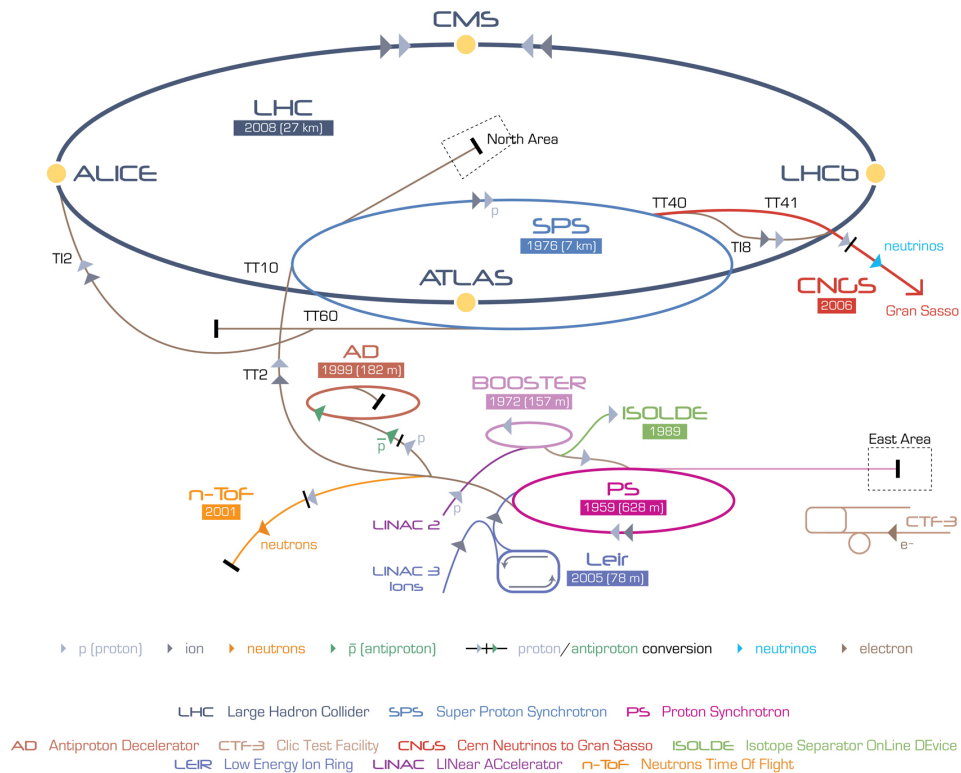 CMS
LHC
2008 (27 km)
North Area
ALICE
LHCb
TT40
TT41
p
SPS
1976 (7 km)
TI2
TT10
TI8
neutrinos
ATLAS
CNGS
2006
Gran Sasso
TT60
AD
1999 (182 m)
TT2
BOOSTER
1972 (157 m)
ISOLDE
1989
p̅
p
East Area
n-ToF
2001
PS
1959 (628 m)
LINAC 2
p
neutrons
CTF-3
e-
LINAC 3
Ions
Leir
2005 (78 m)
p (proton) ion neutrons p̅ (antiproton) proton/antiproton conversion neutrinos electron
LHC Large Hadron Collider SPS Super Proton Synchrotron PS Proton Synchrotron
AD Antiproton Decelerator CTF-3 Clic Test Facility CNGS Cern Neutrinos to Gran Sasso ISOLDE Isotope Separator OnLine DEvice
LEIR Low Energy Ion Ring LINAC LINear ACcelerator n-ToF Neutrons Time Of Flight